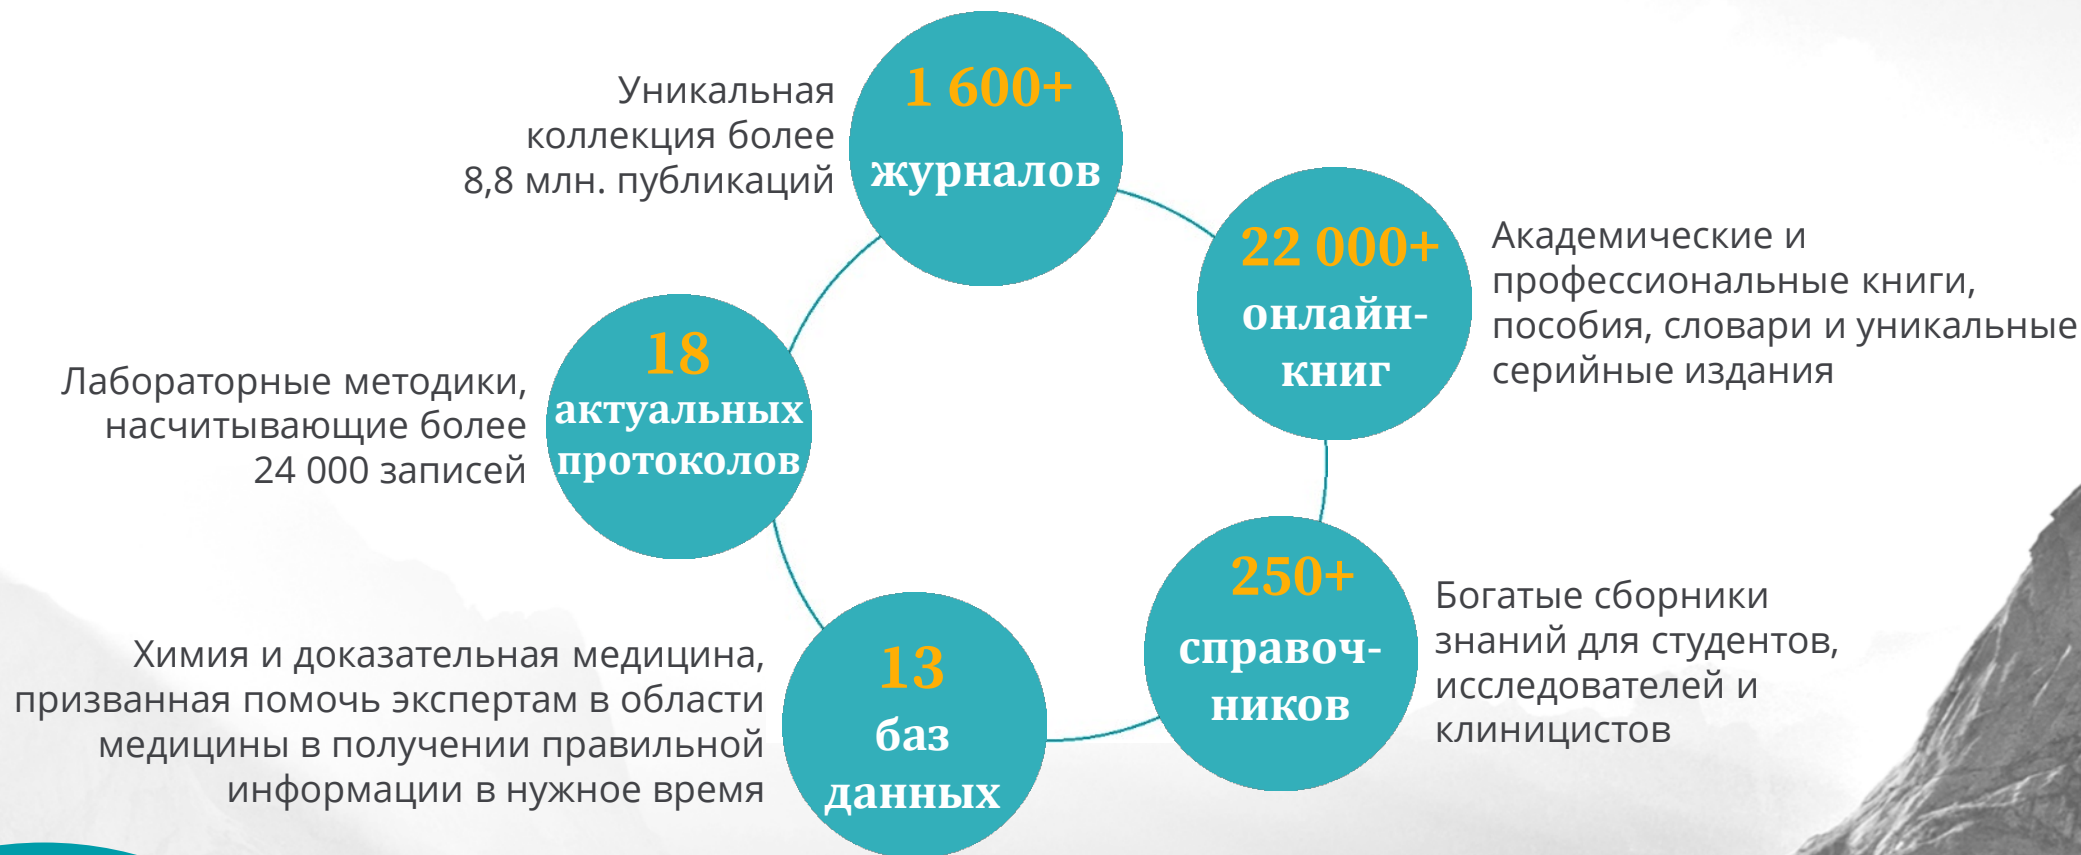 Уникальная
коллекция более
8,8 млн. публикаций
1 600+
журналов
22 000+
онлайн-
книг
Академические и
профессиональные книги,
пособия, словари и уникальные
серийные издания
Лабораторные методики,
насчитывающие более
24 000 записей
18
актуальных
протоколов
250+
справоч-
ников
Богатые сборники
знаний для студентов,
исследователей и
клиницистов
Химия и доказательная медицина,
призванная помочь экспертам в области
медицины в получении правильной
информации в нужное время
13
баз
данных